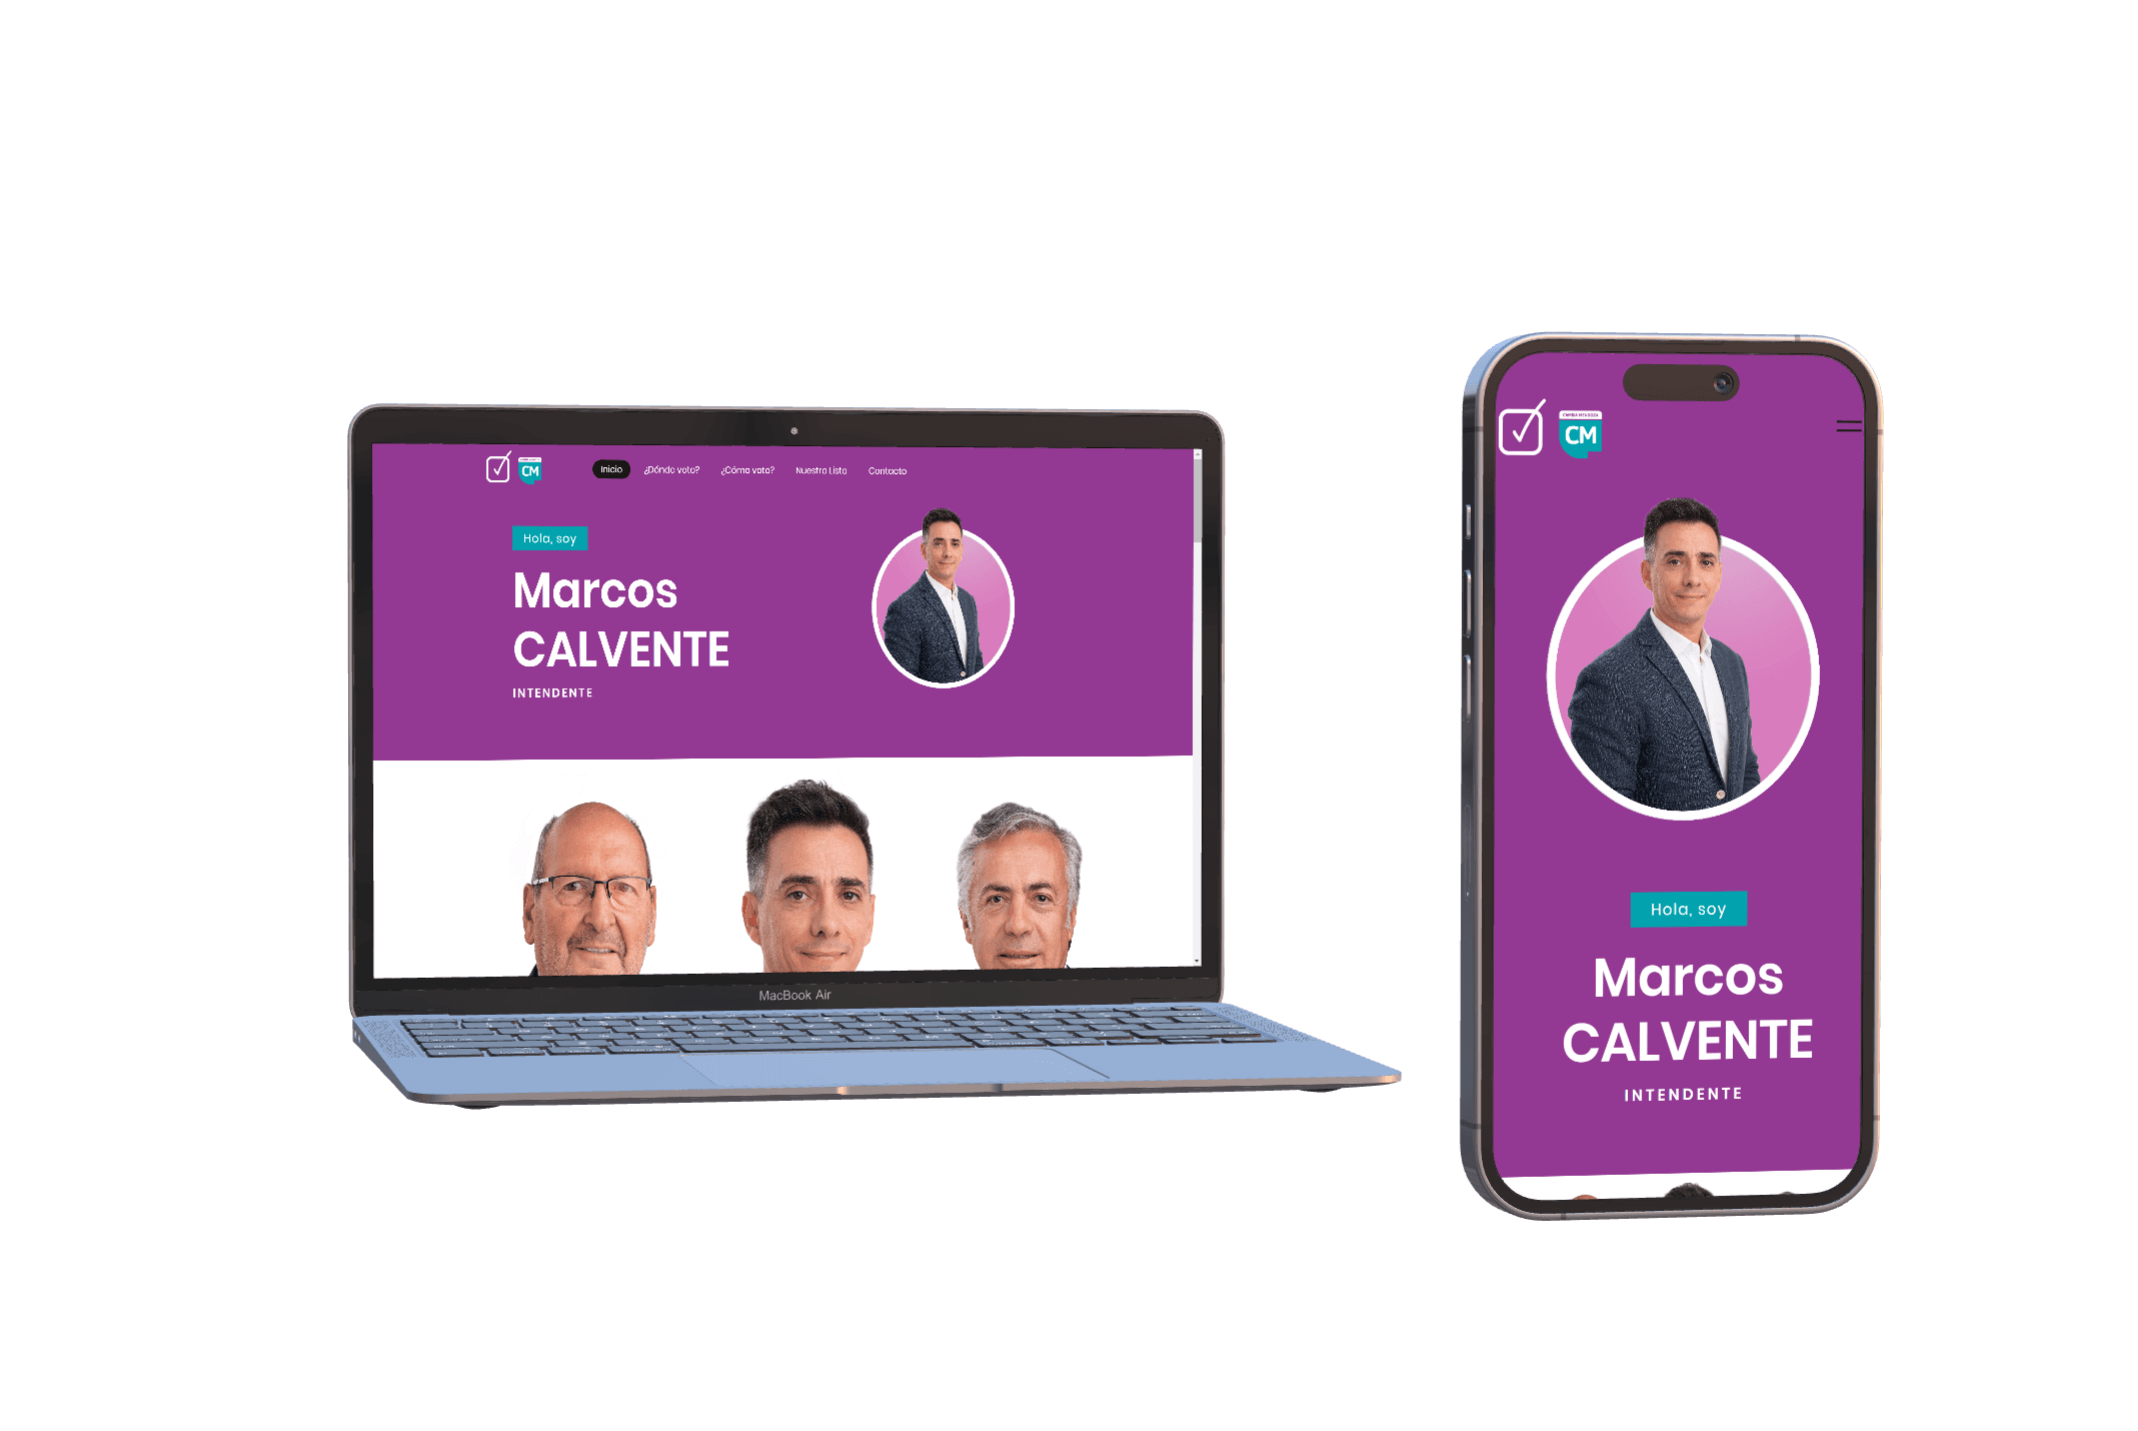 CM
Inicio
¿Dónde voto?
¿Cómo voto?
Nuestra Lista
Contacto
Hola, soy
Marcos
CALVENTE
INTENDENTE
MacBook Air
CM
Hola, soy
Marcos
CALVENTE
INTENDENTE